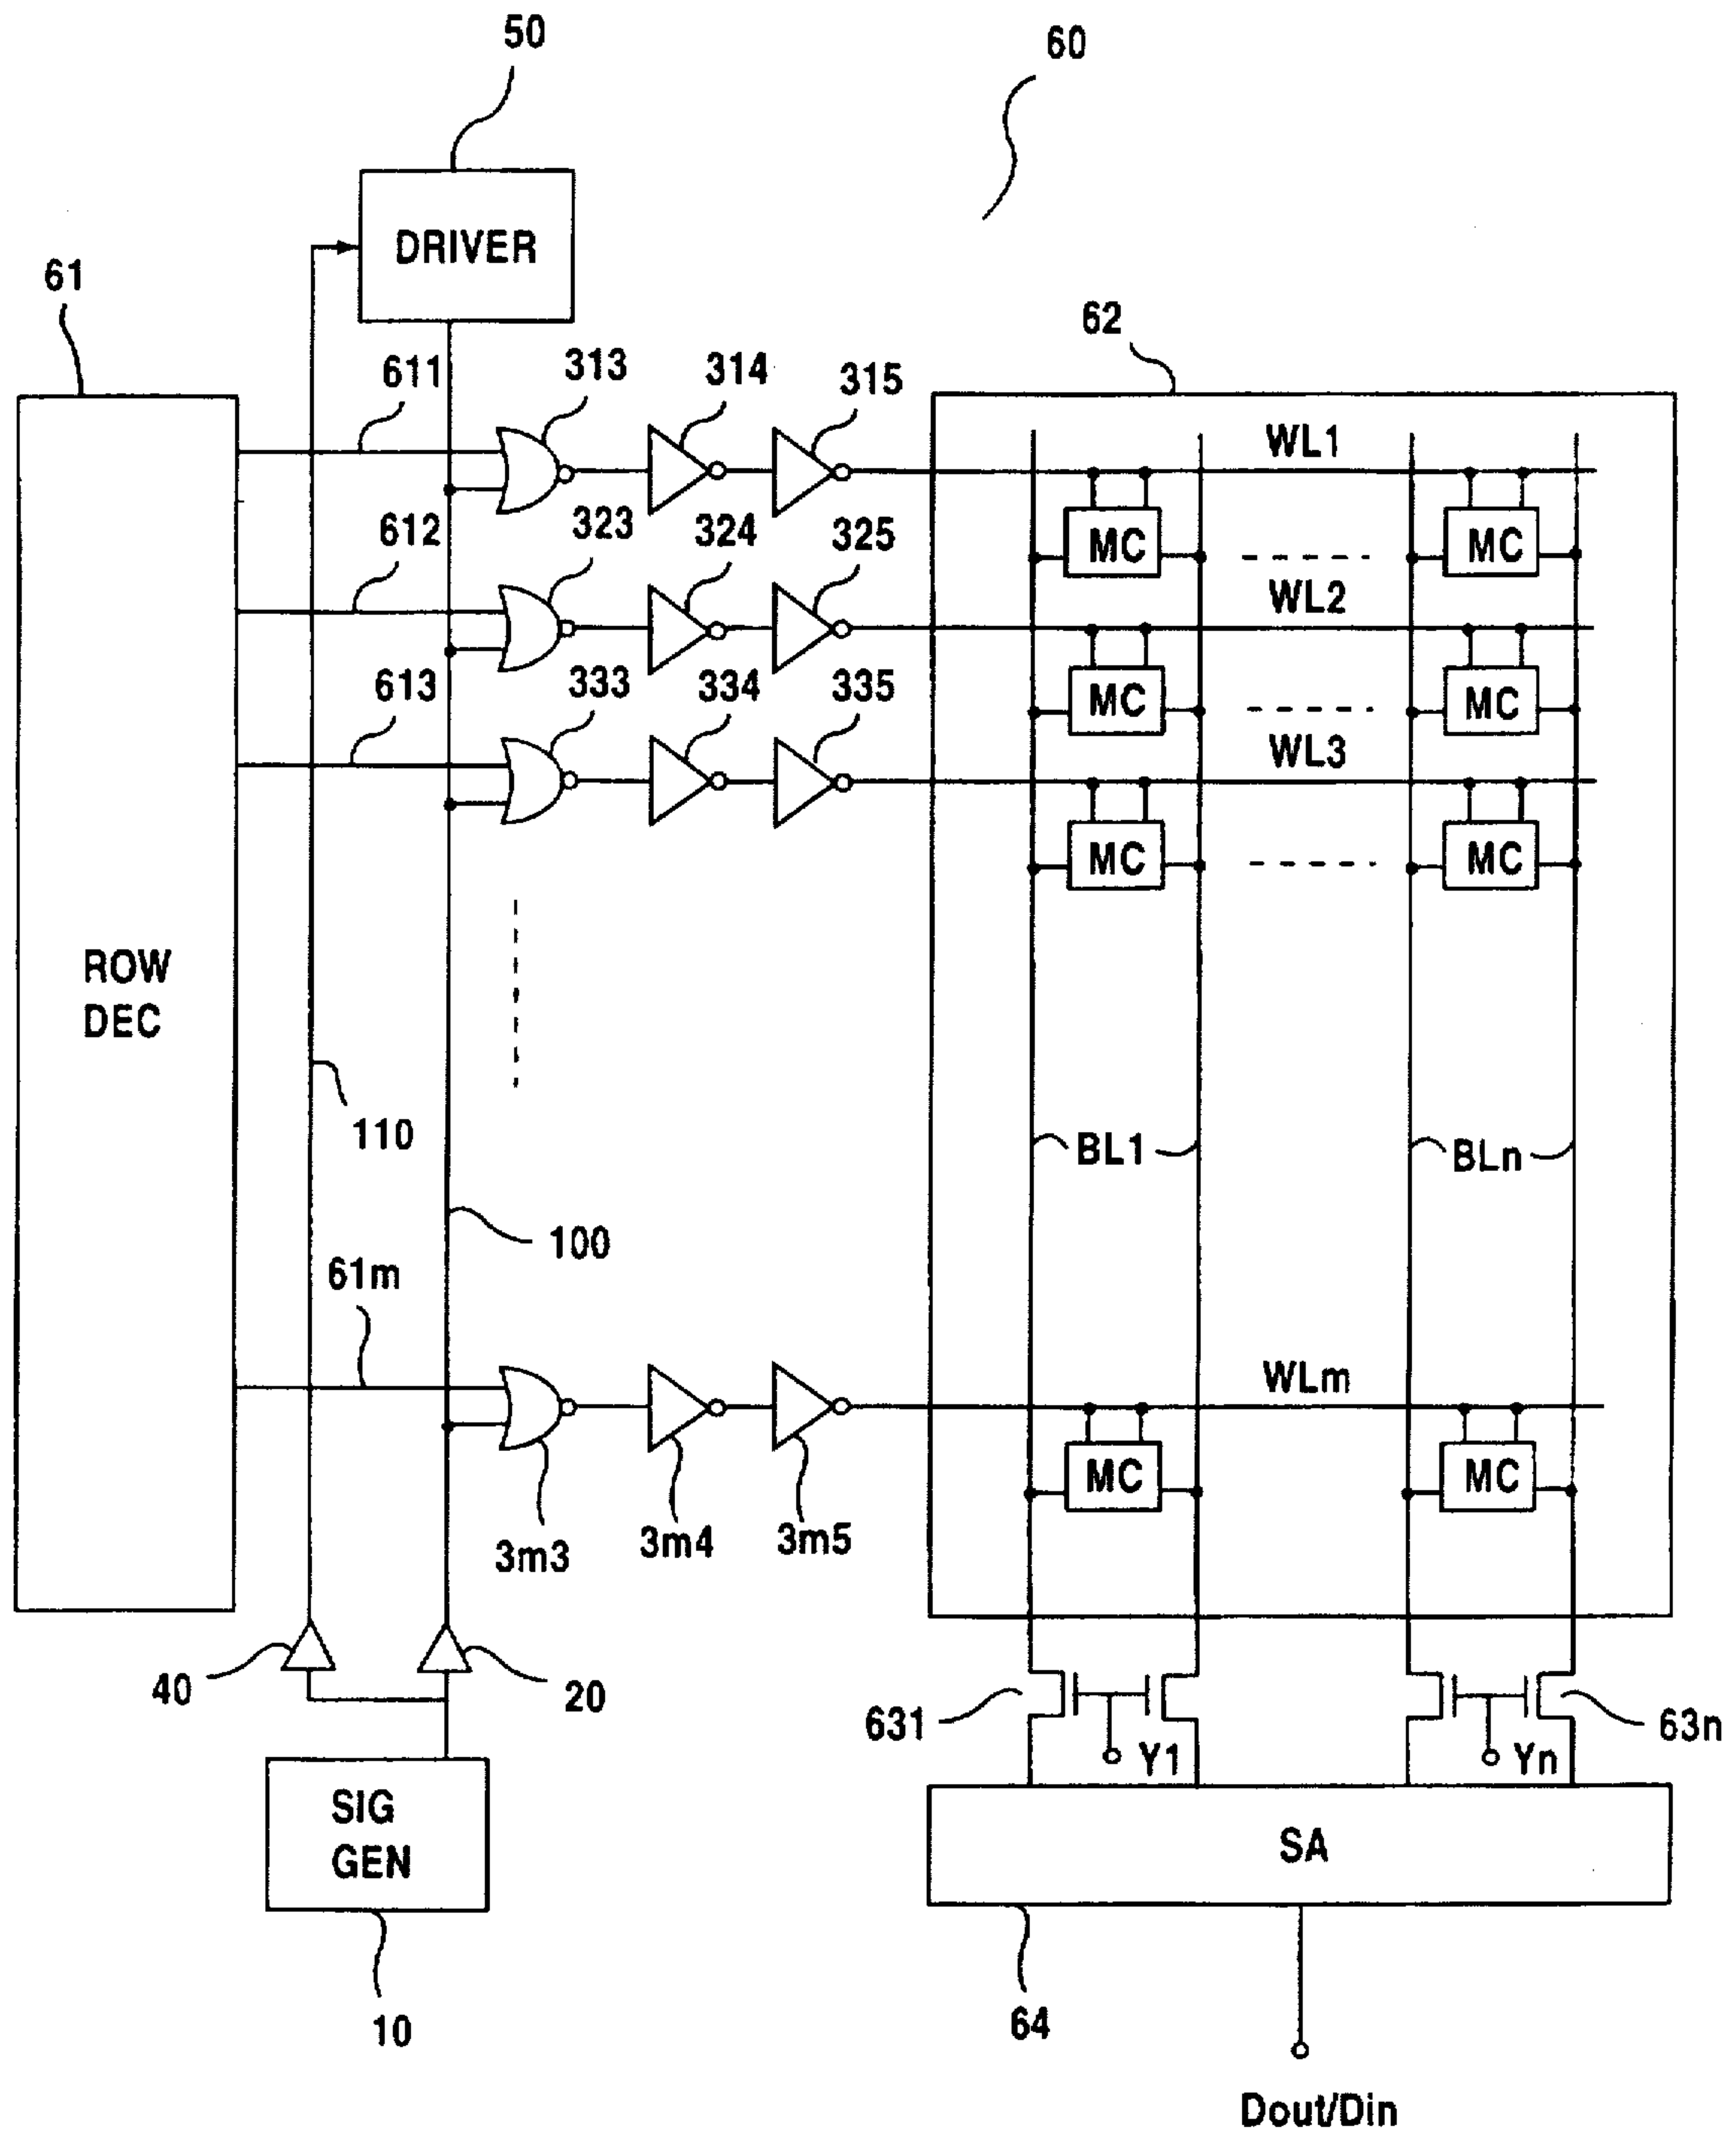 50
60
DRIVER
61
62
611
313
314
315
WL1
MC
MC
612
323
324
325
WL2
MC
MC
613
333
334
335
WL3
MC
MC
ROW
DEC
110
BL1
BLn
100
61m
WLm
MC
MC
3m3
3m4
3m5
40
20
631
Y1
Yn
63n
SIG
GEN
SA
10
64
Dout/Din